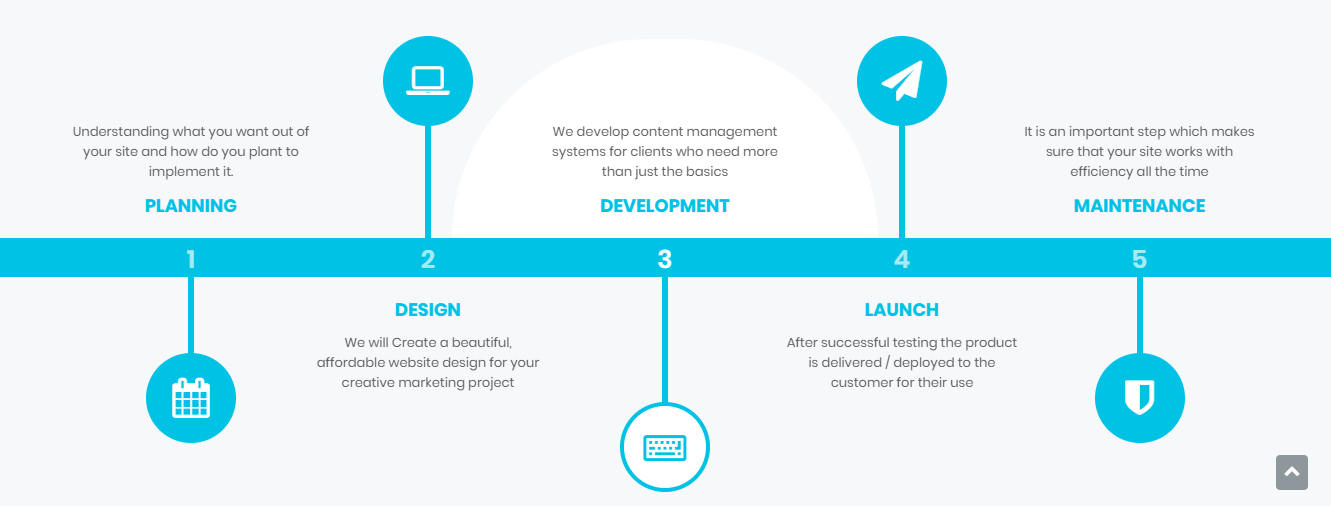 Understanding what you want out of
your site and how do you plant to
implement it.
PLANNING
1
2
DESIGN
We will Create a beautiful,
affordable website design for your
creative marketing project
We develop content management
systems for clients who need more
than just the basics
DEVELOPMENT
3
4
LAUNCH
After successful testing the product
is delivered / deployed to the
customer for their use
It is an important step which makes
sure that your site works with
efficiency all the time
MAINTENANCE
5